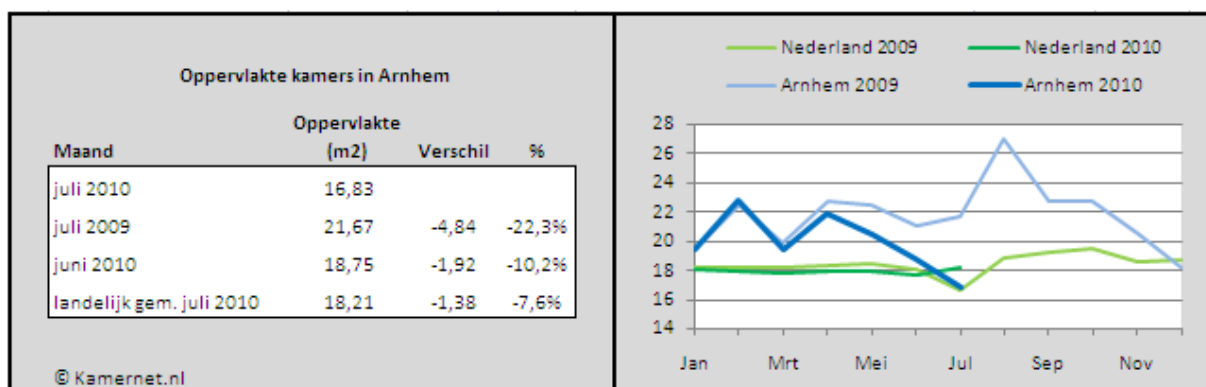 Oppervlakte kamers in Arnhem
Oppervlakte
Maand (m2) Verschil %
juli 2010 16,83
juli 2009 21,67 -4,84 -22,3%
juni 2010 18,75 -1,92 -10,2%
landelijk gem. juli 2010 18,21 -1,38 -7,6%
© Kamernet.nl
Nederland 2009 Nederland 2010
Arnhem 2009 Arnhem 2010
28
26
24
22
20
18
16
14
Jan Mrt Mei Jul Sep Nov